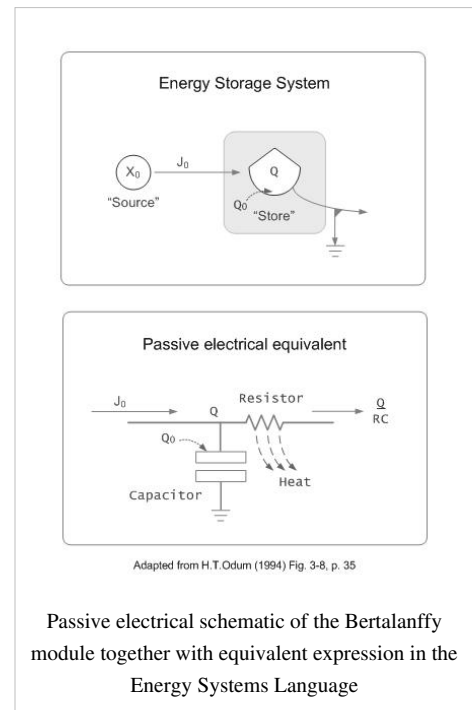 Energy Storage System
X₀
J₀
Q
"Source"
Q₀
"Store"
Passive electrical equivalent
J₀
Q
Resistor
Q
RC
Q₀
Heat
Capacitor
Adapted from H.T.Odum (1994) Fig. 3-8, p. 35
Passive electrical schematic of the Bertalanffy
module together with equivalent expression in the
Energy Systems Language